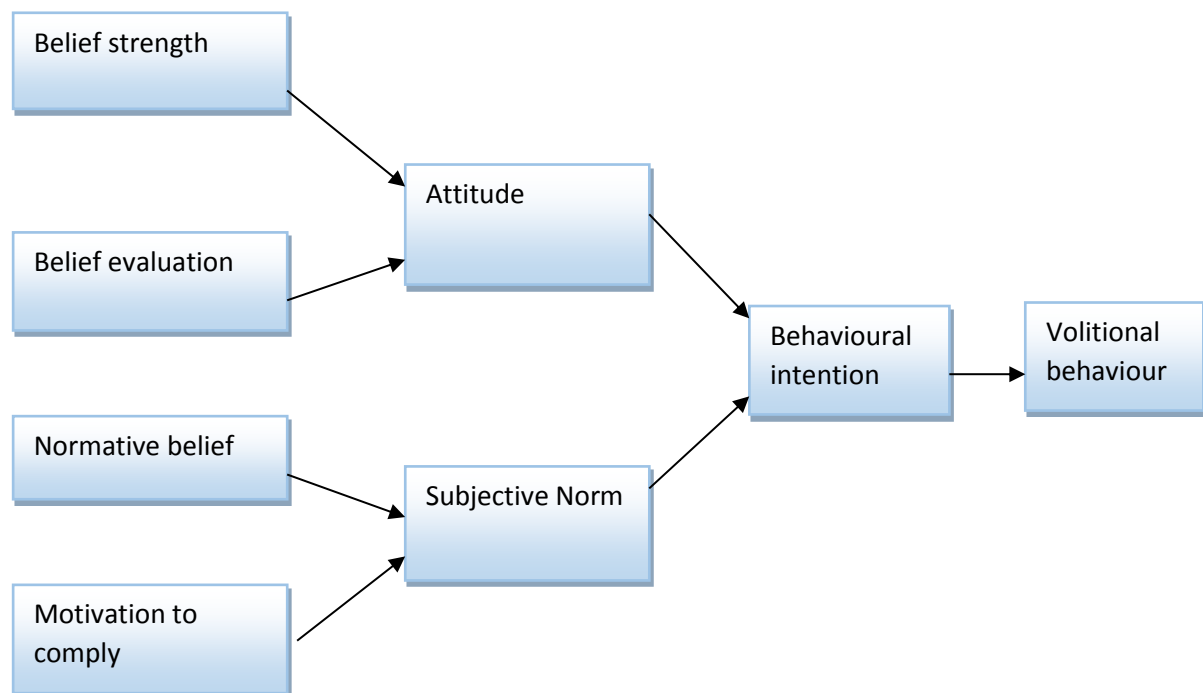 Belief strength
Attitude
Belief evaluation
Behavioural
intention
Volitional
behaviour
Normative belief
Subjective Norm
Motivation to
comply